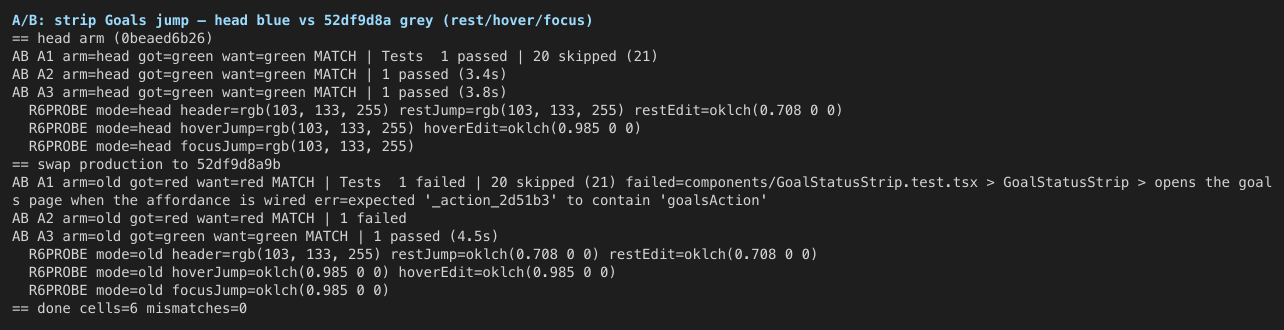 A/B: strip Goals jump — head blue vs 52df9d8a grey (rest/hover/focus)
== head arm (0beaed6b26)
AB A1 arm=head got=green want=green MATCH | Tests  1 passed | 20 skipped (21)
AB A2 arm=head got=green want=green MATCH | 1 passed (3.4s)
AB A3 arm=head got=green want=green MATCH | 1 passed (3.8s)
  R6PROBE mode=head header=rgb(103, 133, 255) restJump=rgb(103, 133, 255) restEdit=oklch(0.708 0 0)
  R6PROBE mode=head hoverJump=rgb(103, 133, 255) hoverEdit=oklch(0.985 0 0)
  R6PROBE mode=head focusJump=rgb(103, 133, 255)
== swap production to 52df9d8a9b
AB A1 arm=old got=red want=red MATCH | Tests  1 failed | 20 skipped (21) failed=components/GoalStatusStrip.test.tsx > GoalStatusStrip > opens the goal
s page when the affordance is wired err=expected '_action_2d51b3' to contain 'goalsAction'
AB A2 arm=old got=red want=red MATCH | 1 failed
AB A3 arm=old got=green want=green MATCH | 1 passed (4.5s)
  R6PROBE mode=old header=rgb(103, 133, 255) restJump=oklch(0.708 0 0) restEdit=oklch(0.708 0 0)
  R6PROBE mode=old hoverJump=oklch(0.985 0 0) hoverEdit=oklch(0.985 0 0)
  R6PROBE mode=old focusJump=oklch(0.985 0 0)
== done cells=6 mismatches=0